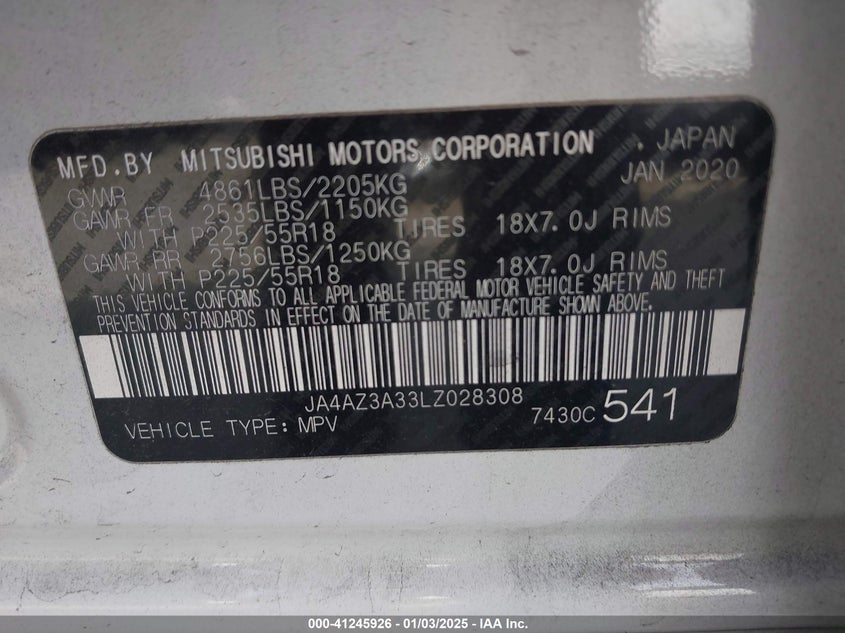 MFD.BY MITSUBISHI MOTORS CORPORATION . JAPAN
JAN 2020
GVWR 4861LBS/2205KG
GAWR FR 2535LBS/1150KG
WITH P225/55R18 TIRES 18X7.0J RIMS
GAWR RR 2756LBS/1250KG
WITH P225/55R18 TIRES 18X7.0J RIMS
THIS VEHICLE CONFORMS TO ALL APPLICABLE FEDERAL MOTOR VEHICLE SAFETY AND THEFT
PREVENTION STANDARDS IN EFFECT ON THE DATE OF MANUFACTURE SHOWN ABOVE.
JA4AZ3A33LZ028308
VEHICLE TYPE: MPV 7430C 541
000-41245926 - 01/03/2025 - IAA Inc.